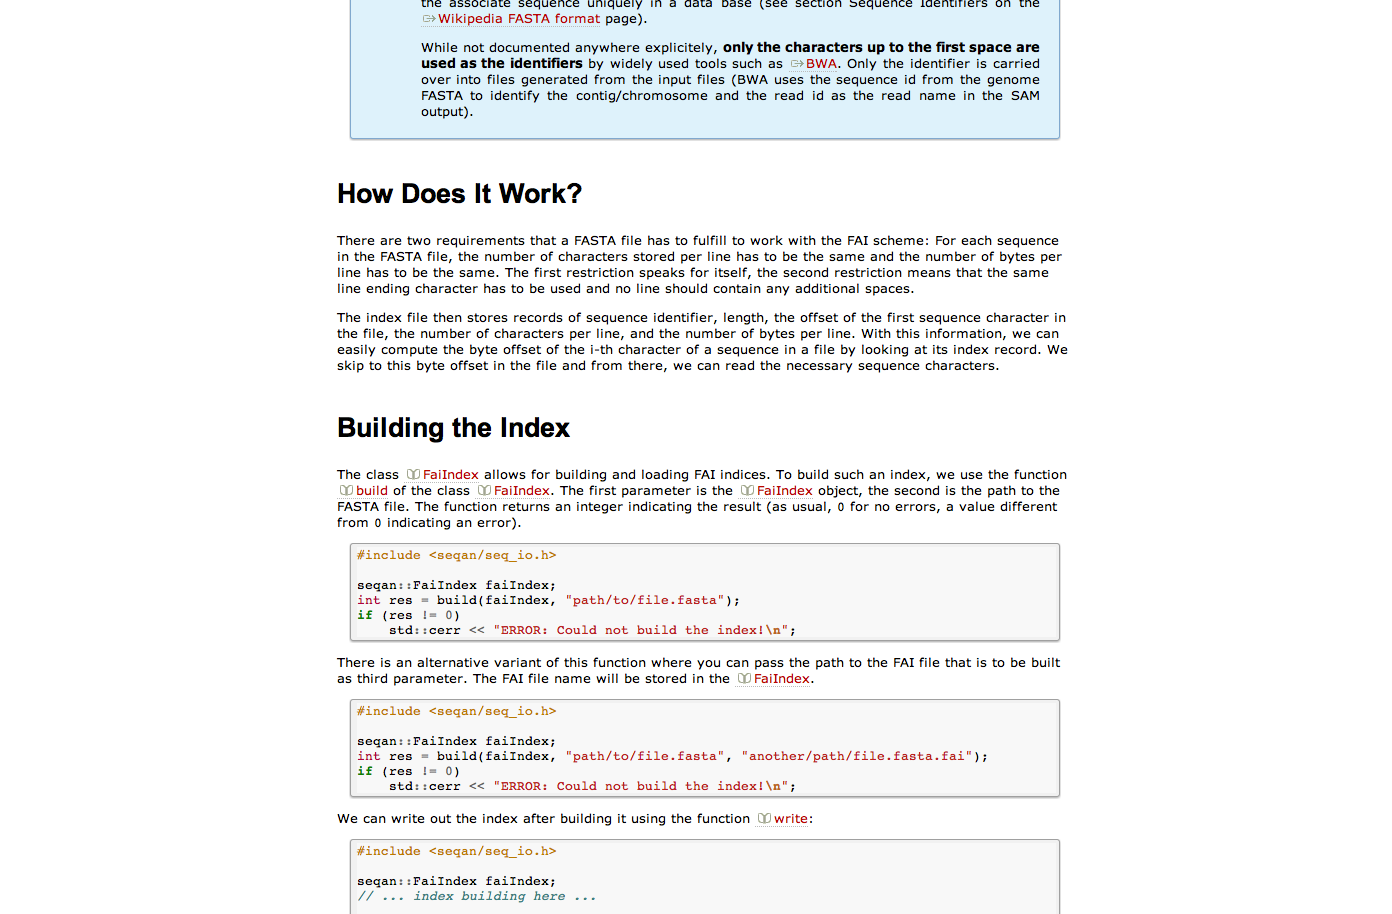 the associate sequence uniquely in a data base (see section Sequence Identifiers on the
Wikipedia FASTA format page).
While not documented anywhere explicitely, only the characters up to the first space are
used as the identifiers by widely used tools such as BWA. Only the identifier is carried
over into files generated from the input files (BWA uses the sequence id from the genome
FASTA to identify the contig/chromosome and the read id as the read name in the SAM
output).
How Does It Work?
There are two requirements that a FASTA file has to fulfill to work with the FAI scheme: For each sequence
in the FASTA file, the number of characters stored per line has to be the same and the number of bytes per
line has to be the same. The first restriction speaks for itself, the second restriction means that the same
line ending character has to be used and no line should contain any additional spaces.
The index file then stores records of sequence identifier, length, the offset of the first sequence character in
the file, the number of characters per line, and the number of bytes per line. With this information, we can
easily compute the byte offset of the i-th character of a sequence in a file by looking at its index record. We
skip to this byte offset in the file and from there, we can read the necessary sequence characters.
Building the Index
The class FaiIndex allows for building and loading FAI indices. To build such an index, we use the function
build of the class FaiIndex. The first parameter is the FaiIndex object, the second is the path to the
FASTA file. The function returns an integer indicating the result (as usual, 0 for no errors, a value different
from 0 indicating an error).
#include <seqan/seq_io.h>
seqan::FaiIndex faiIndex;
int res = build(faiIndex, "path/to/file.fasta");
if (res != 0)
    std::cerr << "ERROR: Could not build the index!\n";
There is an alternative variant of this function where you can pass the path to the FAI file that is to be built
as third parameter. The FAI file name will be stored in the FaiIndex.
#include <seqan/seq_io.h>
seqan::FaiIndex faiIndex;
int res = build(faiIndex, "path/to/file.fasta", "another/path/file.fasta.fai");
if (res != 0)
    std::cerr << "ERROR: Could not build the index!\n";
We can write out the index after building it using the function write:
#include <seqan/seq_io.h>
seqan::FaiIndex faiIndex;
// ... index building here ...